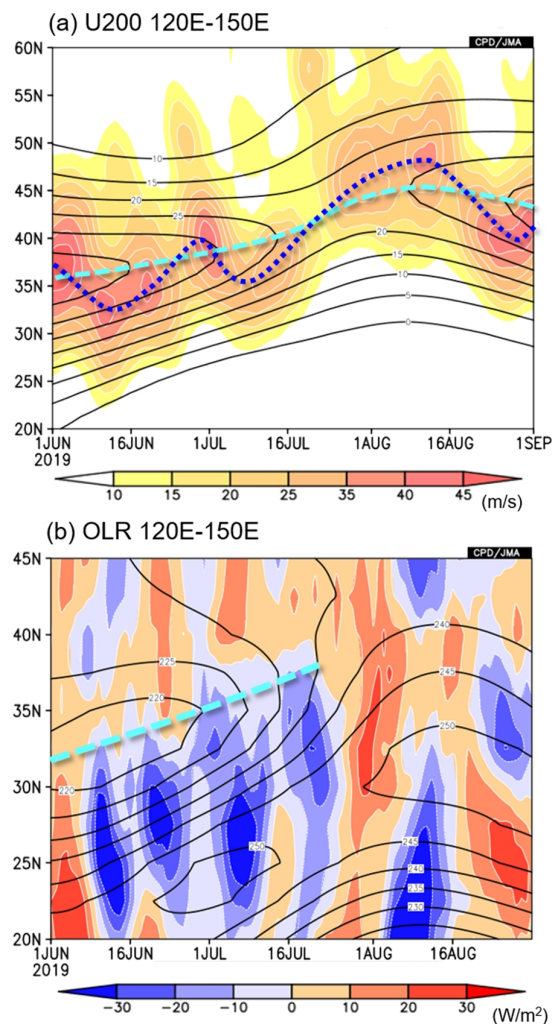 (a) U200 120E-150E
CPD/JMA
60N
55N
50N
45N
40N
35N
30N
25N
20N
10
15
20
25
20
15
10
5
0
1JUN 16JUN 1JUL 16JUL 1AUG 16AUG 1SEP
2019
10 15 20 25 35 40 45 (m/s)
(b) OLR 120E-150E
CPD/JMA
45N
40N
35N
30N
25N
20N
240
225
245
220
250
220
250
245
240
235
230
1JUN 16JUN 1JUL 16JUL 1AUG 16AUG
2019
-30 -20 -10 0 10 20 30 (W/m²)